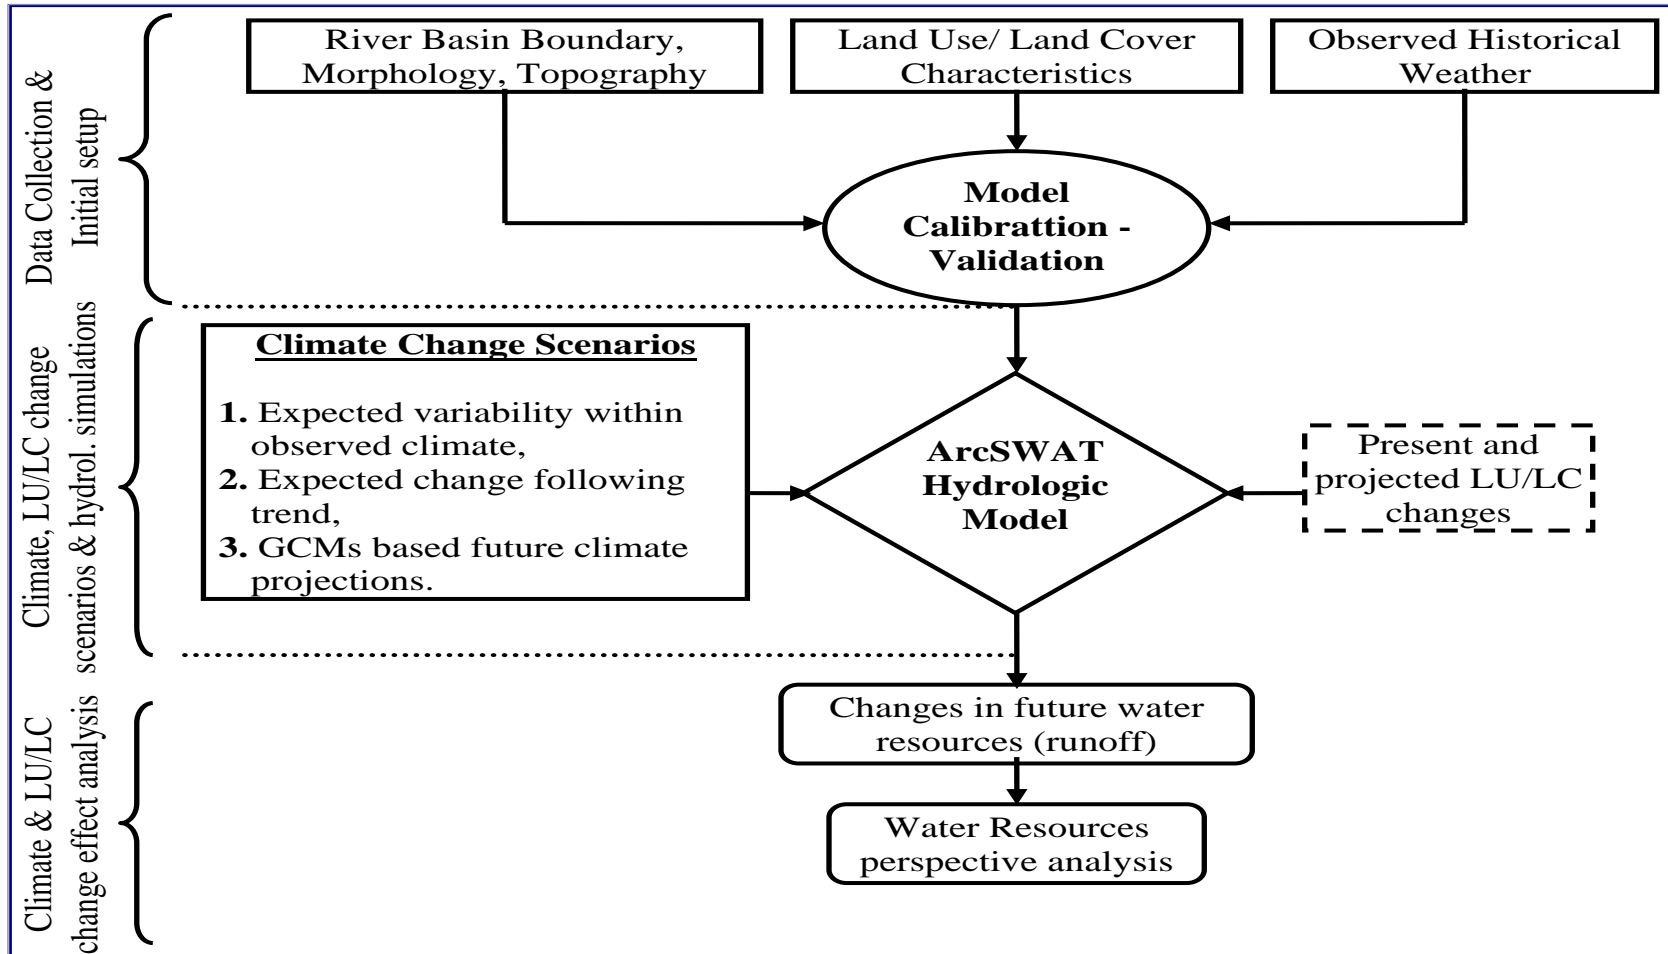 Data Collection &
Initial setup
River Basin Boundary,
Morphology, Topography
Land Use/ Land Cover
Characteristics
Observed Historical
Weather
Model
Calibrattion -
Validation
Climate, LU/LC change
scenarios & hydrol. simulations
Climate Change Scenarios
1. Expected variability within
observed climate,
2. Expected change following
trend,
3. GCMs based future climate
projections.
ArcSWAT
Hydrologic
Model
Present and
projected LU/LC
changes
Climate & LU/LC
change effect analysis
Changes in future water
resources (runoff)
Water Resources
perspective analysis